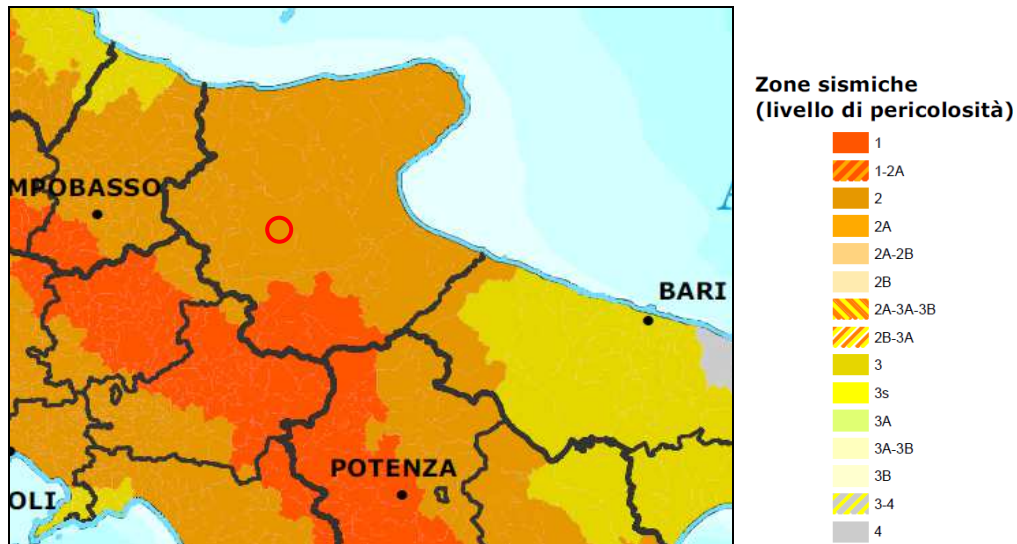 MPOBASSO
BARI
POTENZA
OLI
A
Zone sismiche
(livello di pericolosità)
1
1-2A
2
2A
2A-2B
2B
2A-3A-3B
2B-3A
3
3s
3A
3A-3B
3B
3-4
4